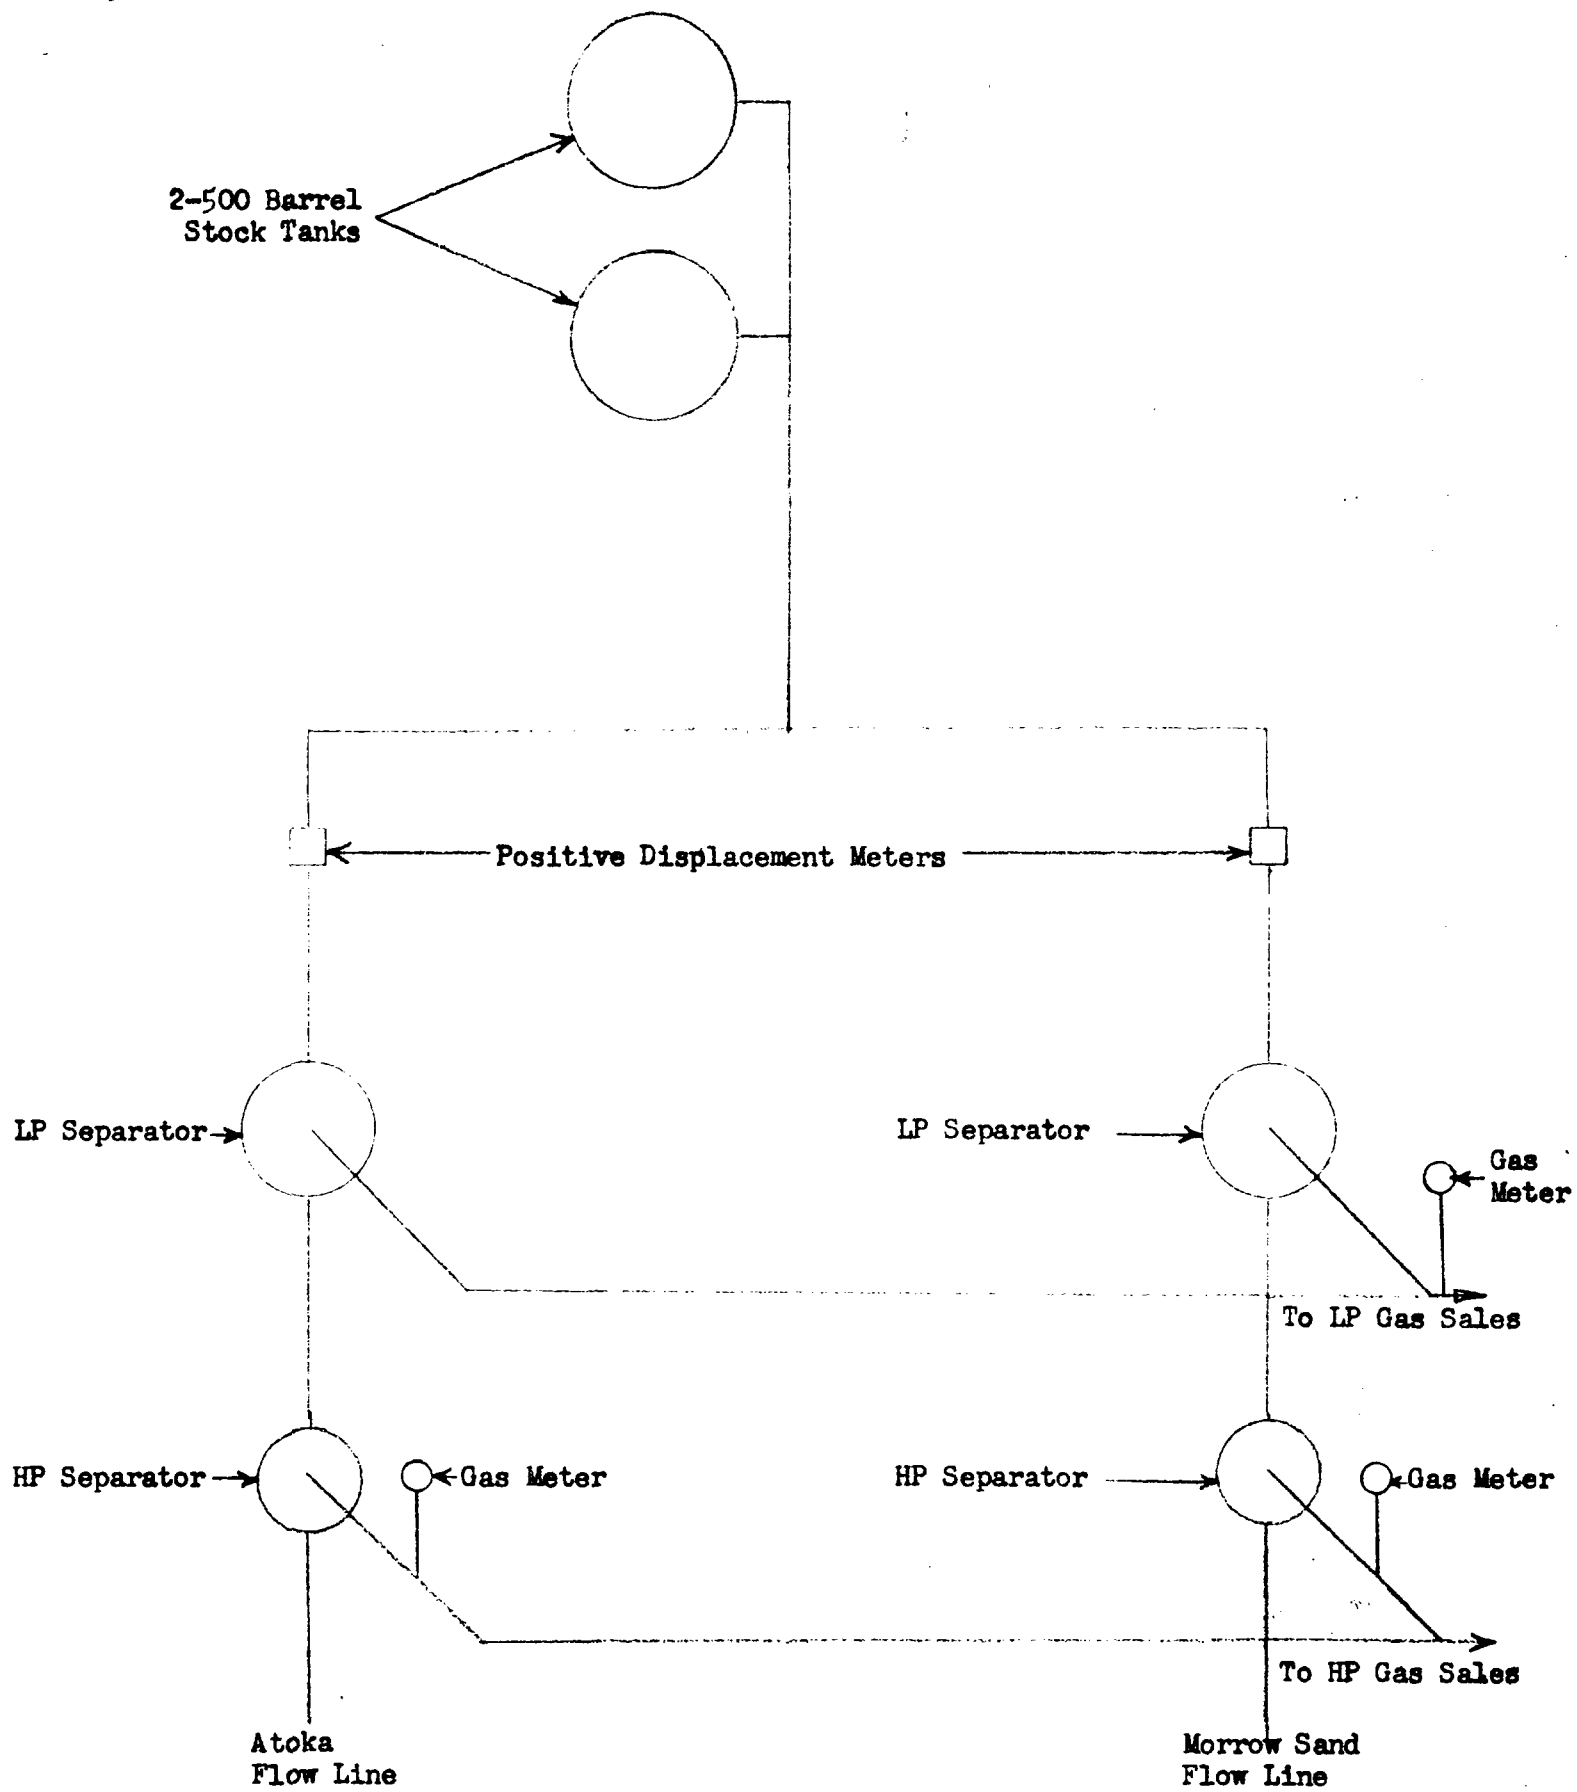 2-500 Barrel
Stock Tanks
Positive Displacement Meters
LP Separator
LP Separator
Gas
Meter
To LP Gas Sales
HP Separator
Gas Meter
HP Separator
Gas Meter
To HP Gas Sales
Atoka
Flow Line
Morrow Sand
Flow Line